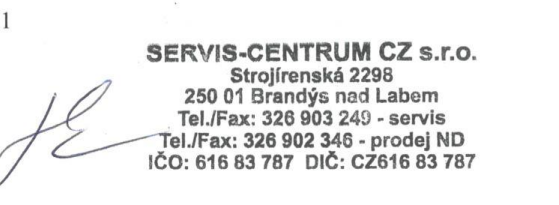 1
SERVIS-CENTRUM CZ s.r.o.
Strojírenská 2298
250 01 Brandýs nad Labem
Tel./Fax: 326 903 249 - servis
Tel./Fax: 326 902 346 - prodej ND
IČO: 616 83 787 DIČ: CZ616 83 787